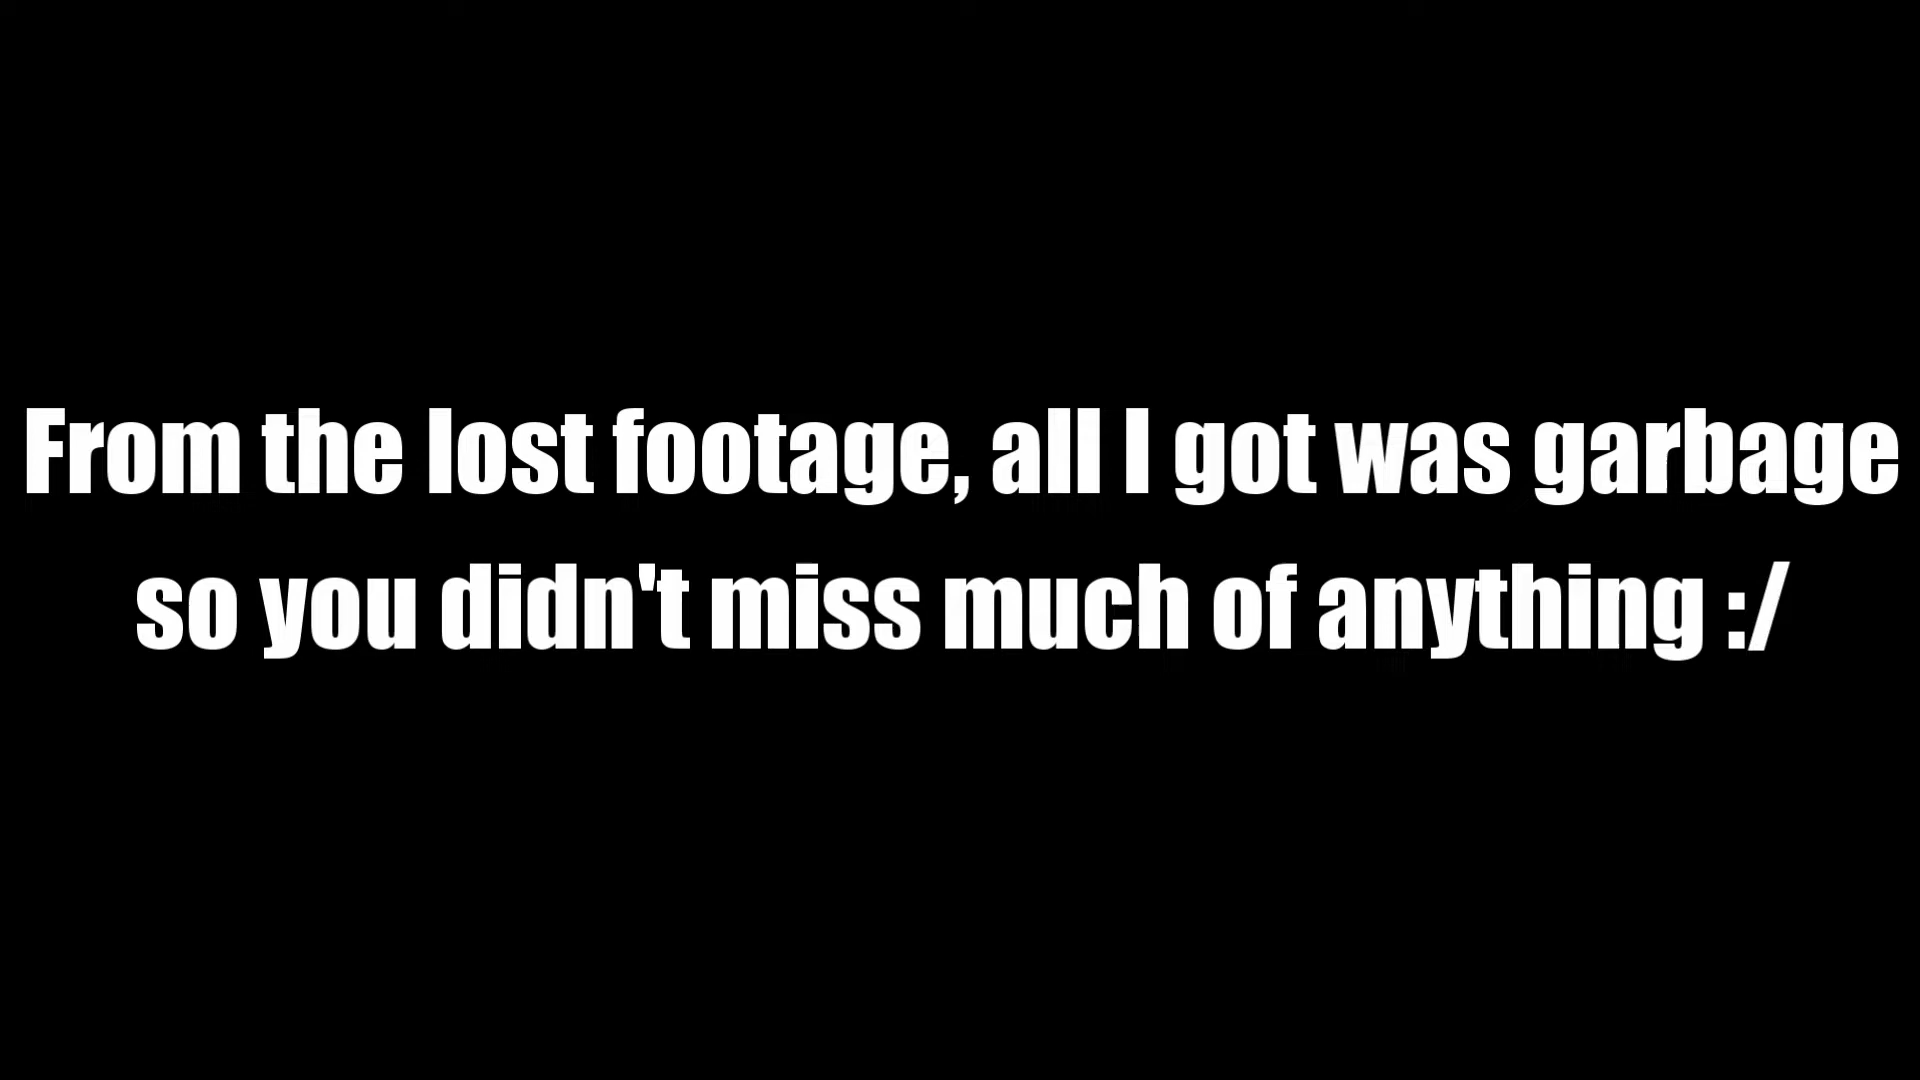 From the lost footage, all I got was garbage
so you didn't miss much of anything :/